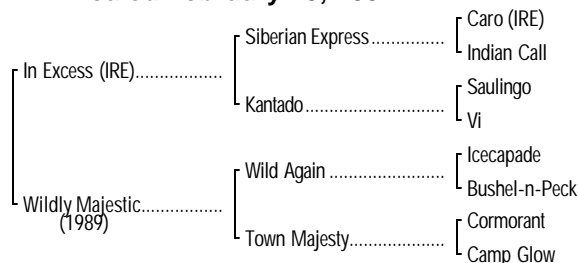 Caro (IRE)
Siberian Express................
Indian Call
In Excess (IRE)...................
Saulingo
Kantado..............................
Vi
Icecapade
Wild Again .........................
Bushel-n-Peck
Wildly Majestic..................
(1989)
Cormorant
Town Majesty.....................
Camp Glow